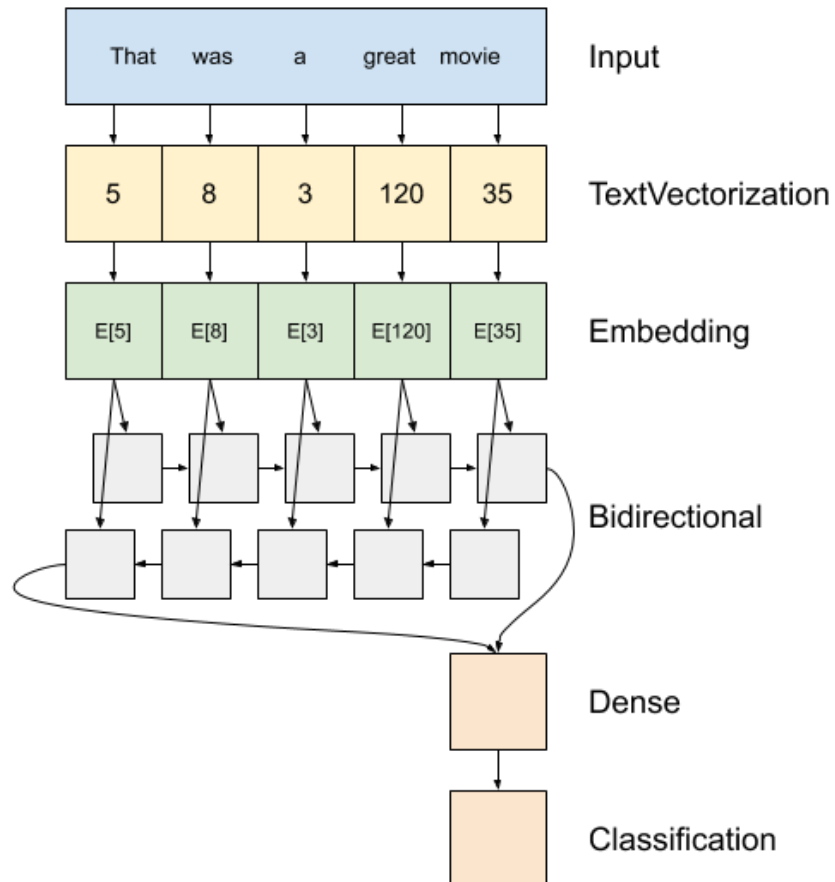 That was a great movie Input
5 8 3 120 35 TextVectorization
E[5] E[8] E[3] E[120] E[35] Embedding
Bidirectional
Dense
Classification